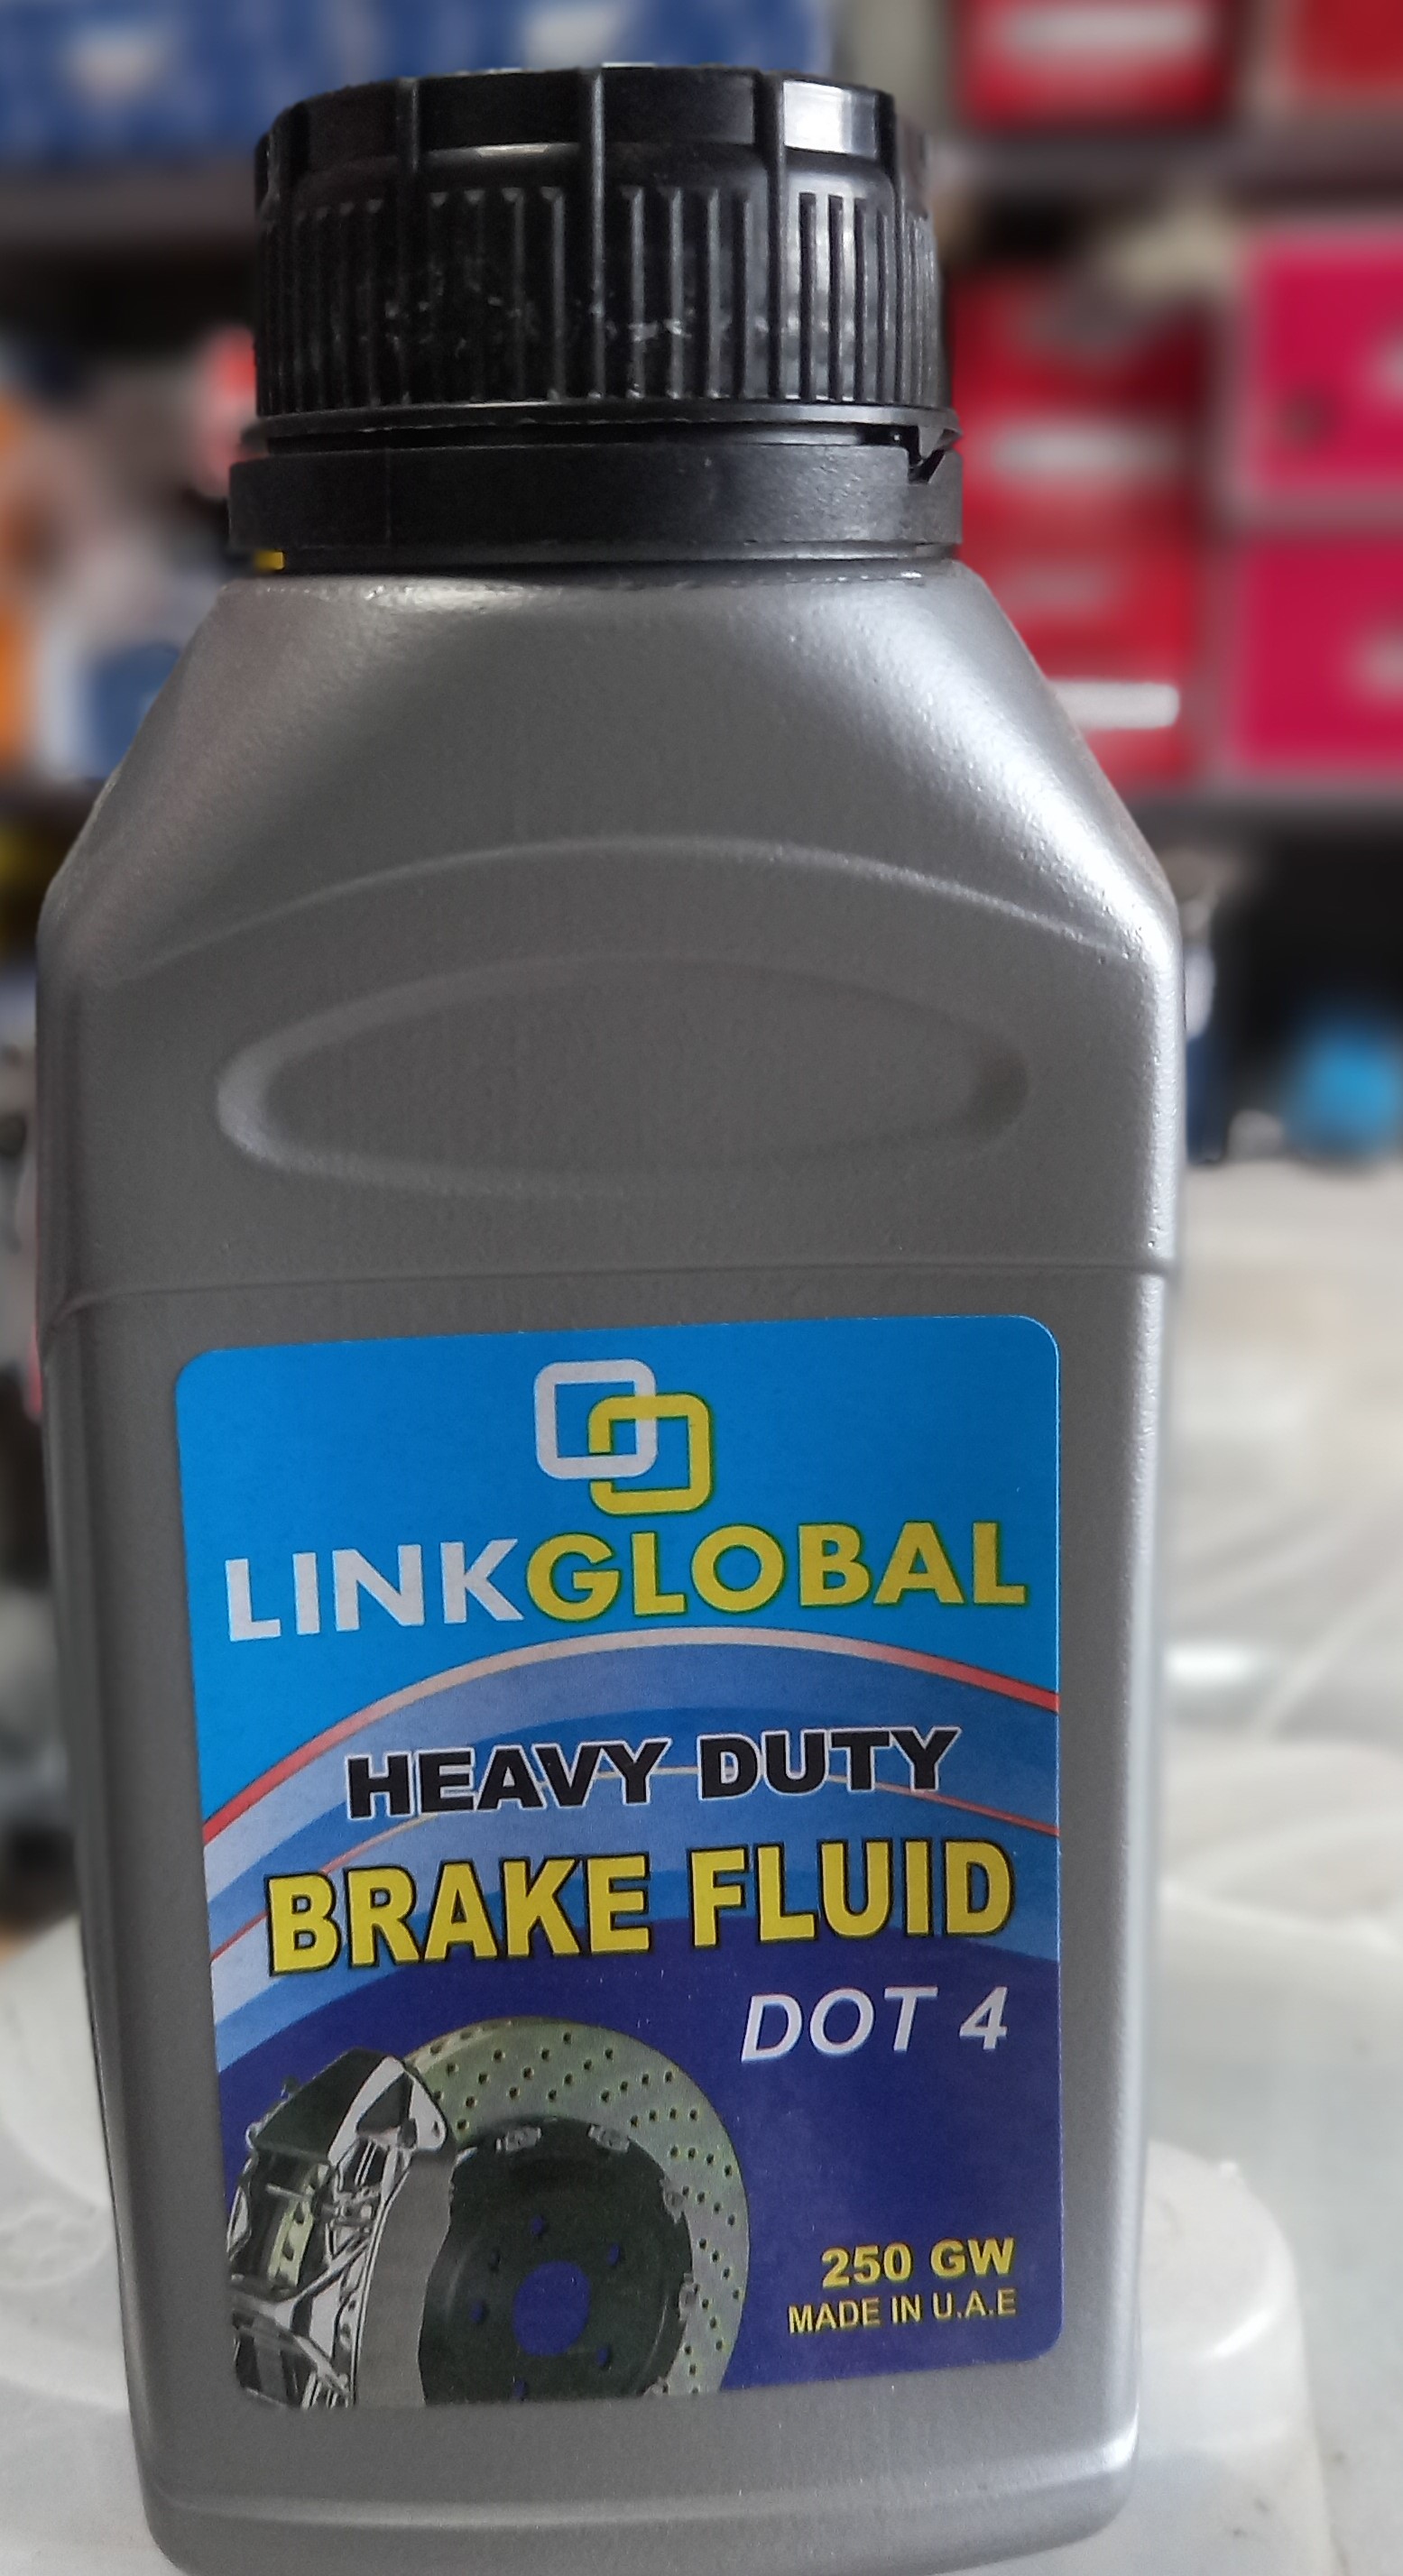 LINKGLOBAL
HEAVY DUTY
BRAKE FLUID
DOT 4
250 GW
MADE IN U.A.E